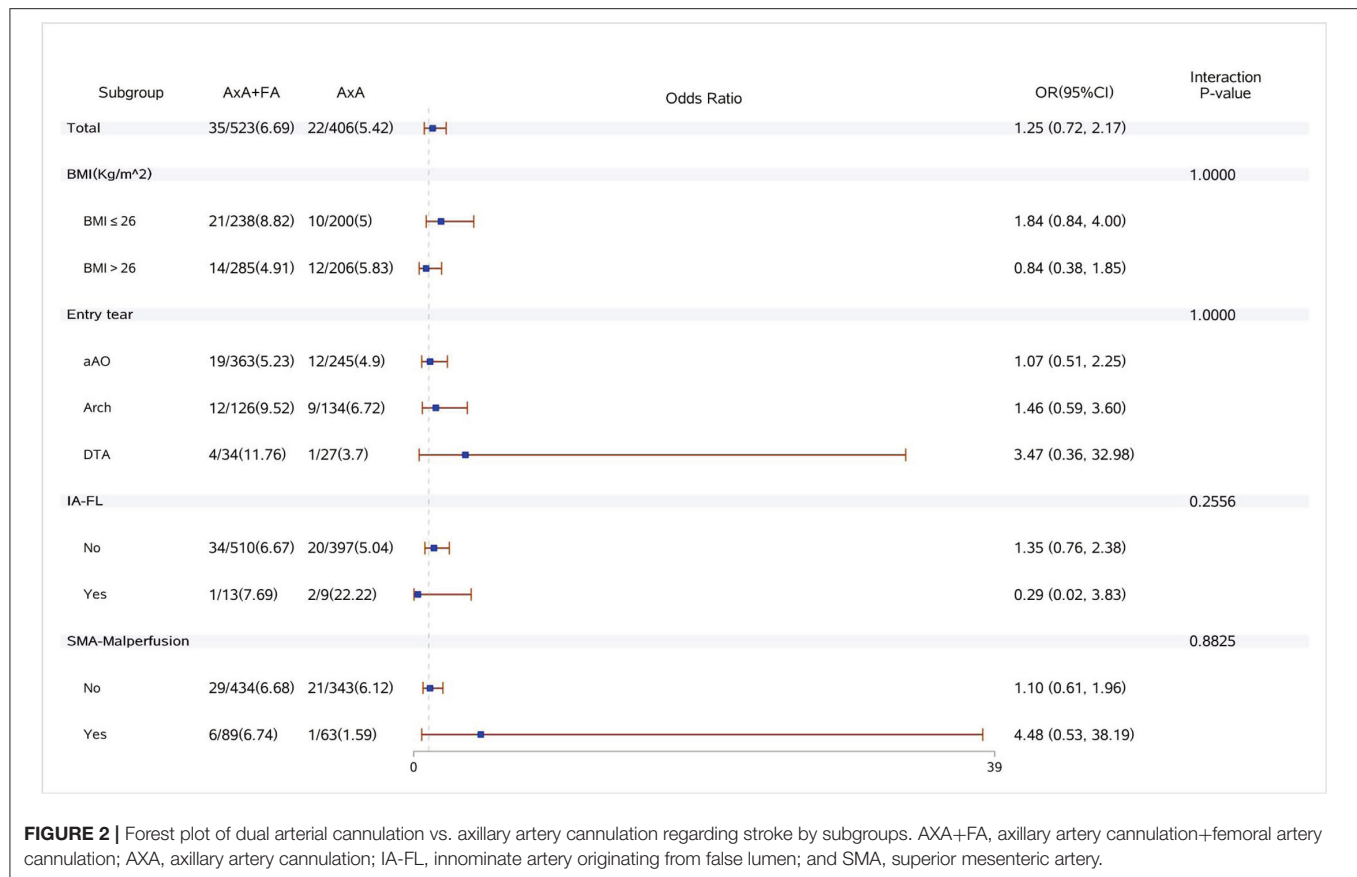 Subgroup AxA+FA AxA Odds Ratio OR(95%CI) Interaction P-value
Total 35/523(6.69) 22/406(5.42) 1.25 (0.72, 2.17)
BMI(Kg/m^2) 1.0000
BMI ≤ 26 21/238(8.82) 10/200(5) 1.84 (0.84, 4.00)
BMI > 26 14/285(4.91) 12/206(5.83) 0.84 (0.38, 1.85)
Entry tear 1.0000
aAO 19/363(5.23) 12/245(4.9) 1.07 (0.51, 2.25)
Arch 12/126(9.52) 9/134(6.72) 1.46 (0.59, 3.60)
DTA 4/34(11.76) 1/27(3.7) 3.47 (0.36, 32.98)
IA-FL 0.2556
No 34/510(6.67) 20/397(5.04) 1.35 (0.76, 2.38)
Yes 1/13(7.69) 2/9(22.22) 0.29 (0.02, 3.83)
SMA-Malperfusion 0.8825
No 29/434(6.68) 21/343(6.12) 1.10 (0.61, 1.96)
Yes 6/89(6.74) 1/63(1.59) 4.48 (0.53, 38.19)
0 39
FIGURE 2 | Forest plot of dual arterial cannulation vs. axillary artery cannulation regarding stroke by subgroups. AXA+FA, axillary artery cannulation+femoral artery
cannulation; AXA, axillary artery cannulation; IA-FL, innominate artery originating from false lumen; and SMA, superior mesenteric artery.